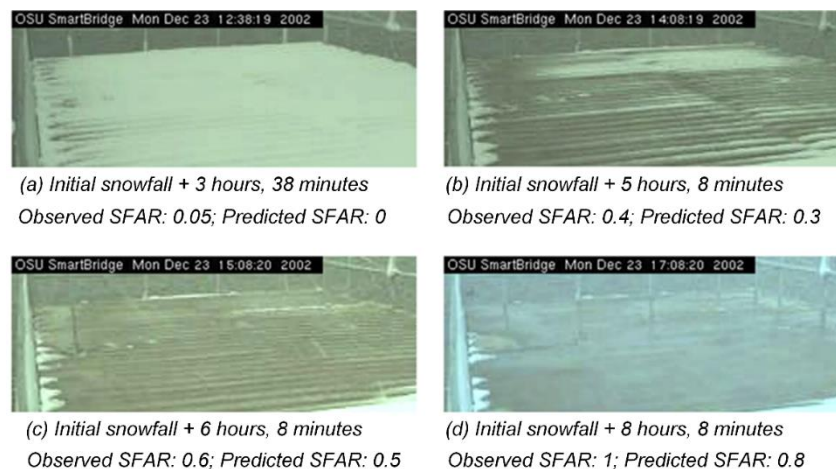 OSU SmartBridge Mon Dec 23 12:38:19 2002
OSU SmartBridge Mon Dec 23 14:08:19 2002
(a) Initial snowfall + 3 hours, 38 minutes
Observed SFAR: 0.05; Predicted SFAR: 0
(b) Initial snowfall + 5 hours, 8 minutes
Observed SFAR: 0.4; Predicted SFAR: 0.3
OSU SmartBridge Mon Dec 23 15:08:20 2002
OSU SmartBridge Mon Dec 23 17:08:20 2002
(c) Initial snowfall + 6 hours, 8 minutes
Observed SFAR: 0.6; Predicted SFAR: 0.5
(d) Initial snowfall + 8 hours, 8 minutes
Observed SFAR: 1; Predicted SFAR: 0.8